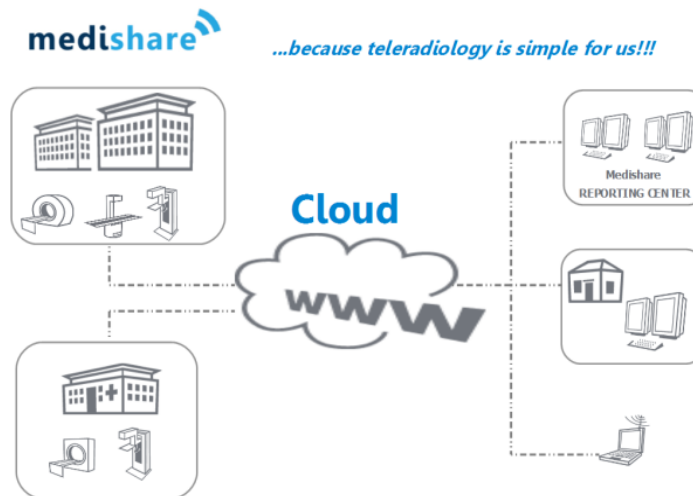 medishare
...because teleradiology is simple for us!!!
Cloud
www
Medishare
REPORTING CENTER